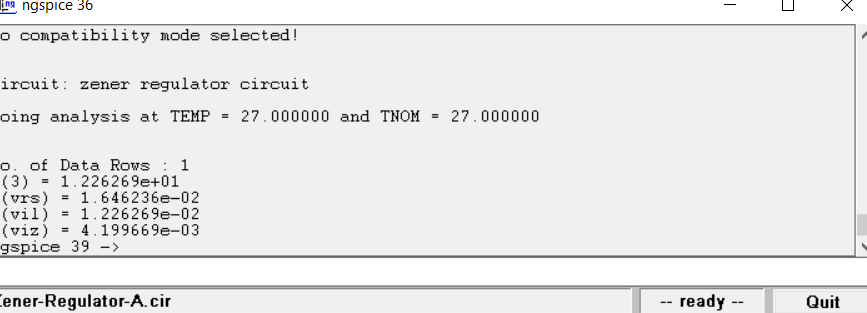 ngspice 36
o compatibility mode selected!
ircuit: zener regulator circuit
oing analysis at TEMP = 27.000000 and TNOM = 27.000000
o. of Data Rows : 1
(3) = 1.226269e+01
(vrs) = 1.646236e-02
(vil) = 1.226269e-02
(viz) = 4.199669e-03
gspice 39 ->
Zener-Regulator-A.cir
-- ready --
Quit